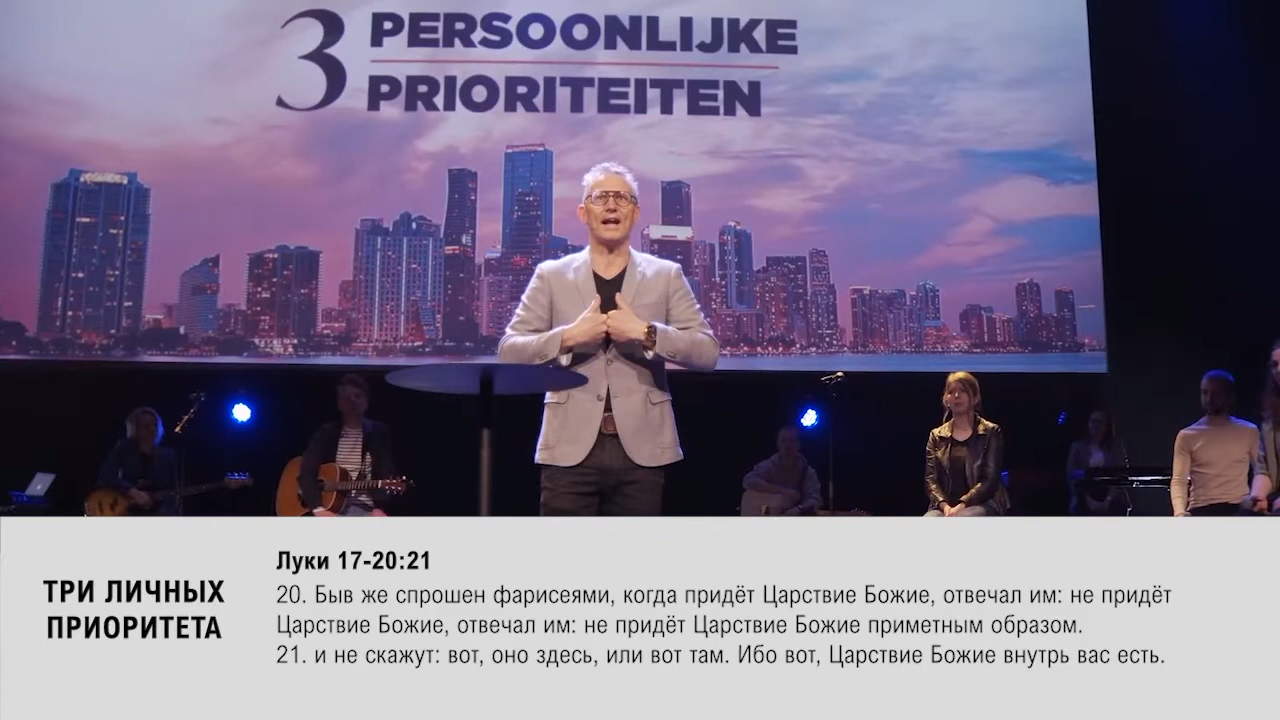 3 PERSOONLIJKE
PRIORITEITEN
ТРИ ЛИЧНЫХ
ПРИОРИТЕТА
Луки 17-20:21
20. Быв же спрошен фарисеями, когда придёт Царствие Божие, отвечал им: не придёт
Царствие Божие, отвечал им: не придёт Царствие Божие приметным образом.
21. и не скажут: вот, оно здесь, или вот там. Ибо вот, Царствие Божие внутрь вас есть.